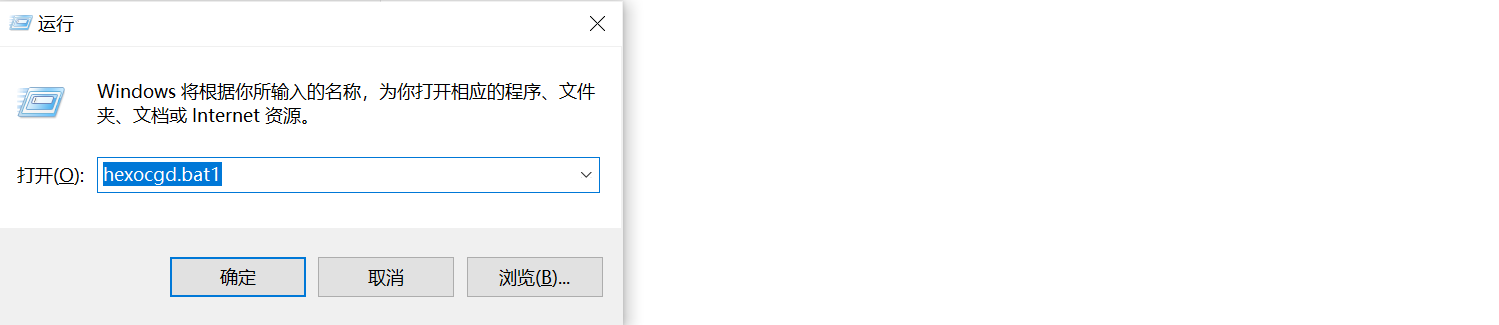 运行
Windows 将根据你所输入的名称，为你打开相应的程序、文件
夹、文档或 Internet 资源。
打开(O): hexocgd.bat1
确定 取消 浏览(B)...